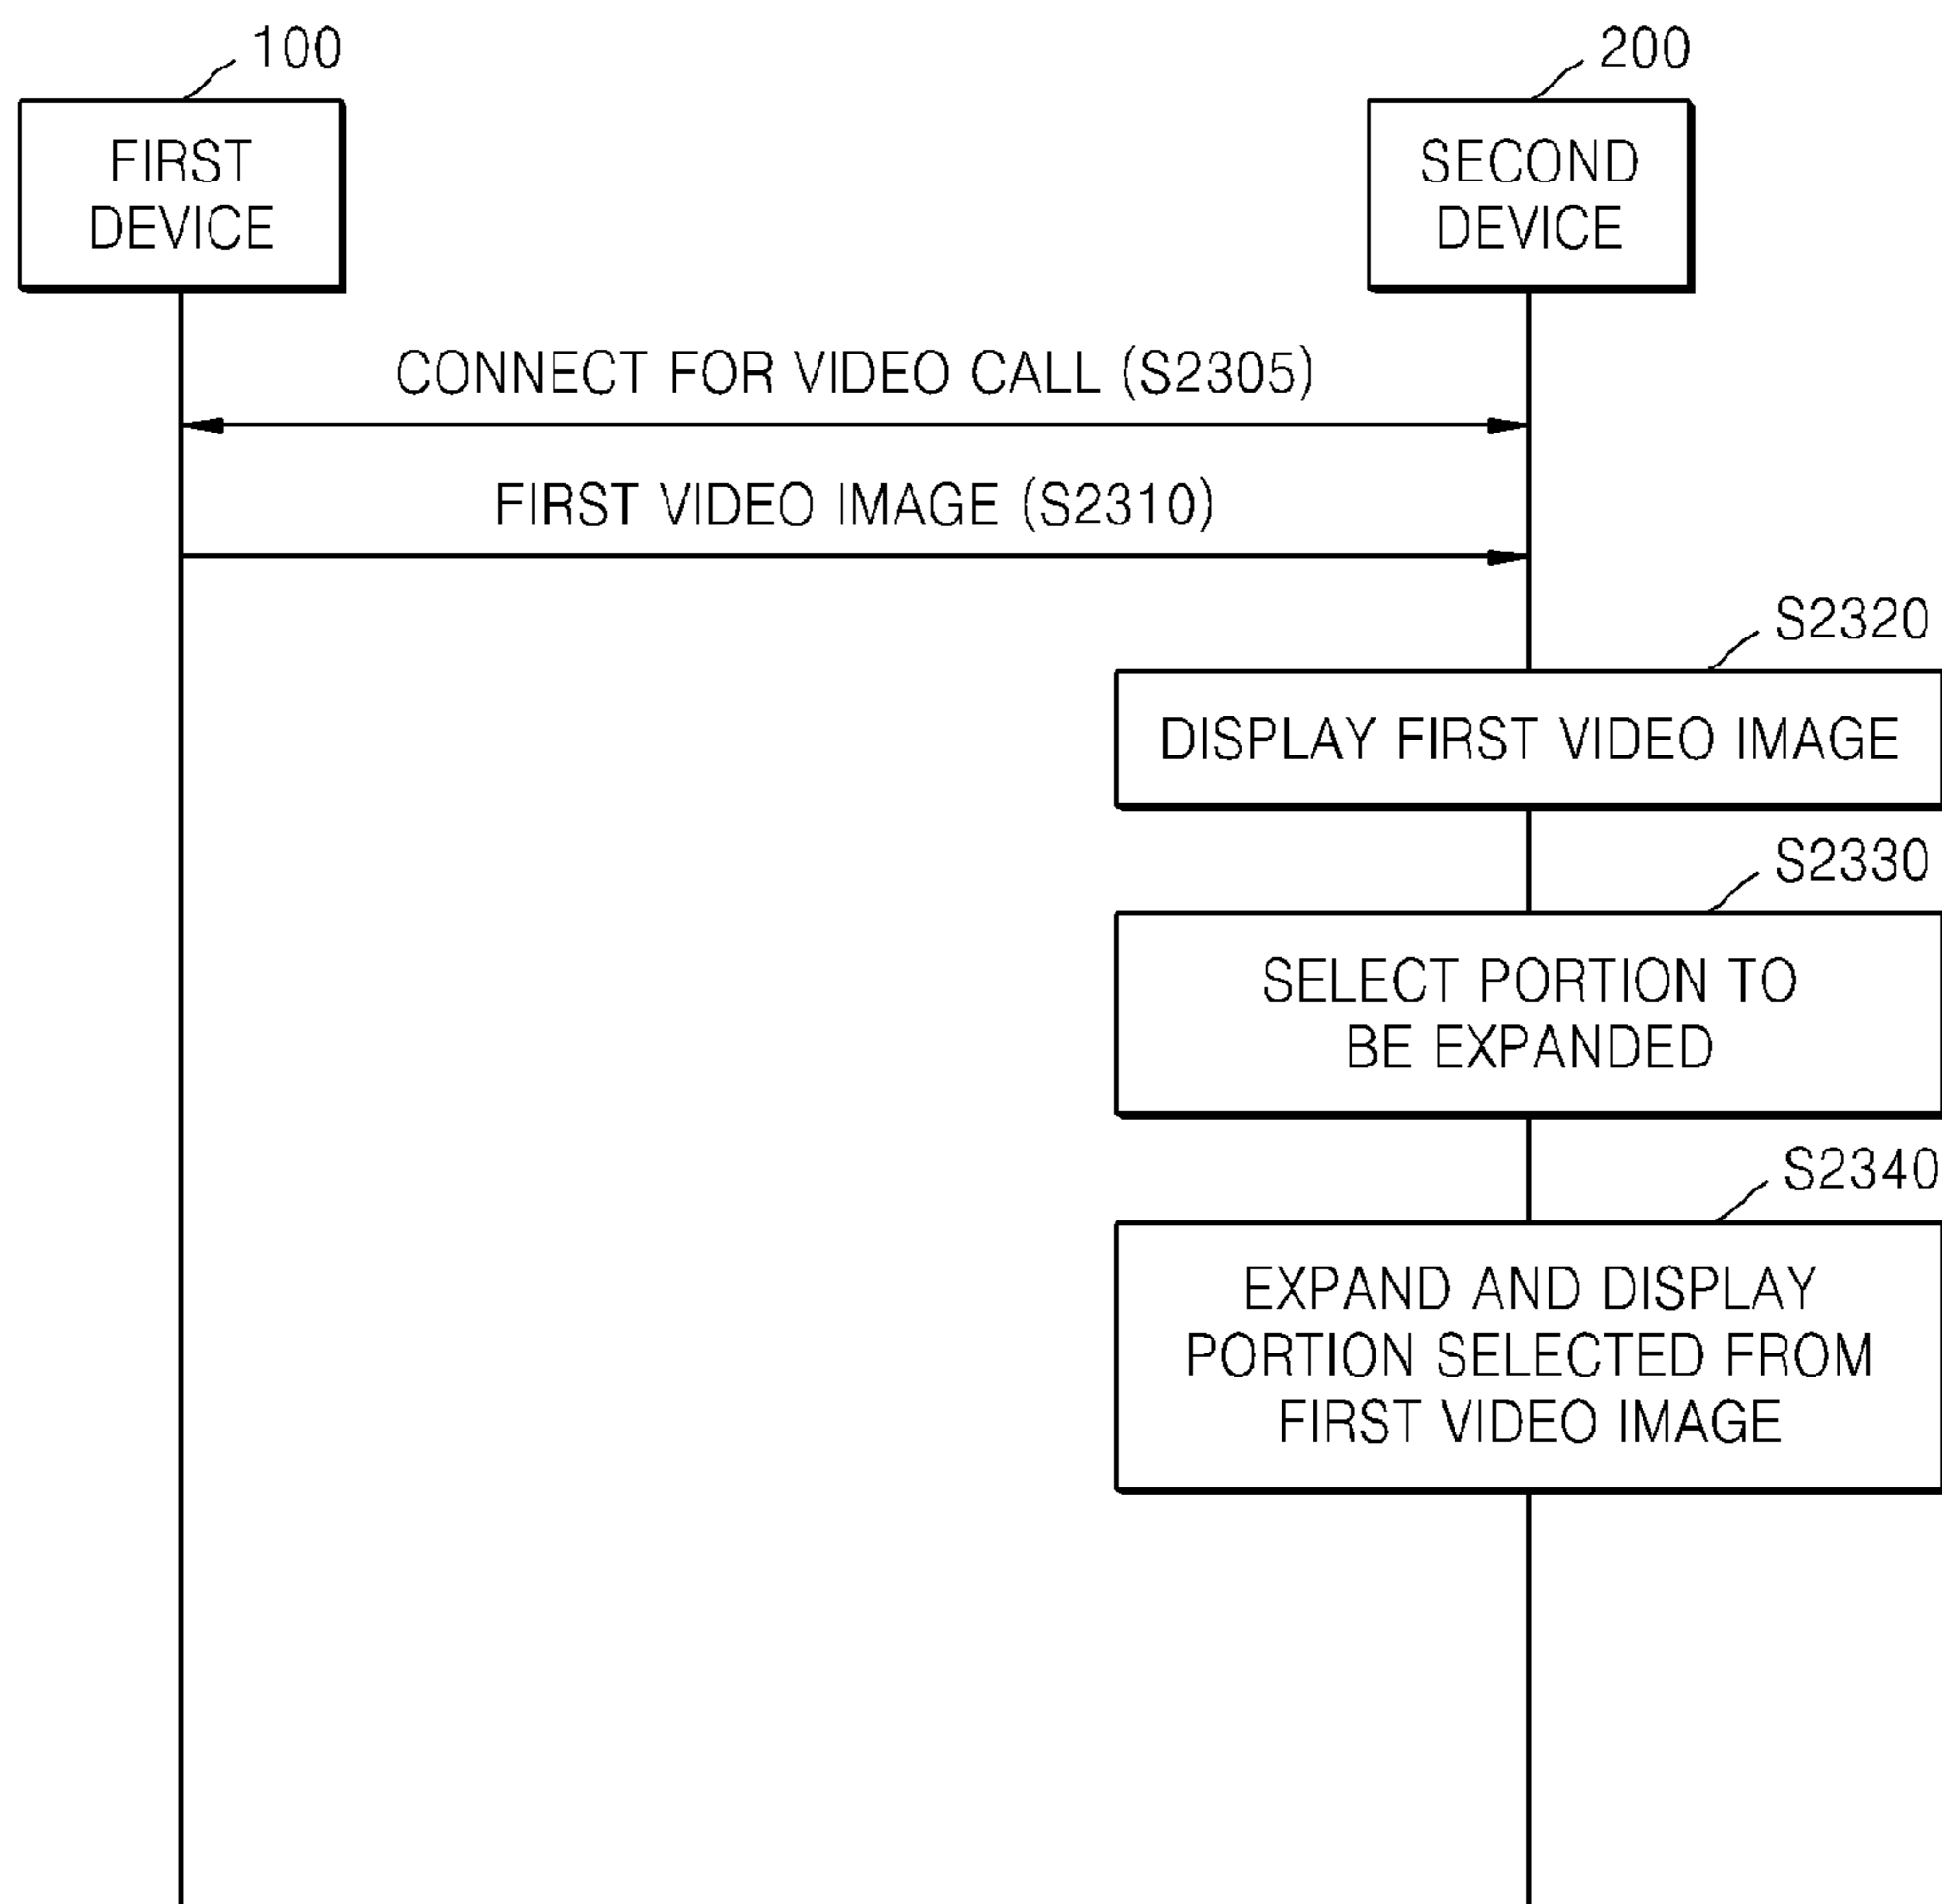 100
200
FIRST
DEVICE
SECOND
DEVICE
CONNECT FOR VIDEO CALL (S2305)
FIRST VIDEO IMAGE (S2310)
S2320
DISPLAY FIRST VIDEO IMAGE
S2330
SELECT PORTION TO
BE EXPANDED
S2340
EXPAND AND DISPLAY
PORTION SELECTED FROM
FIRST VIDEO IMAGE